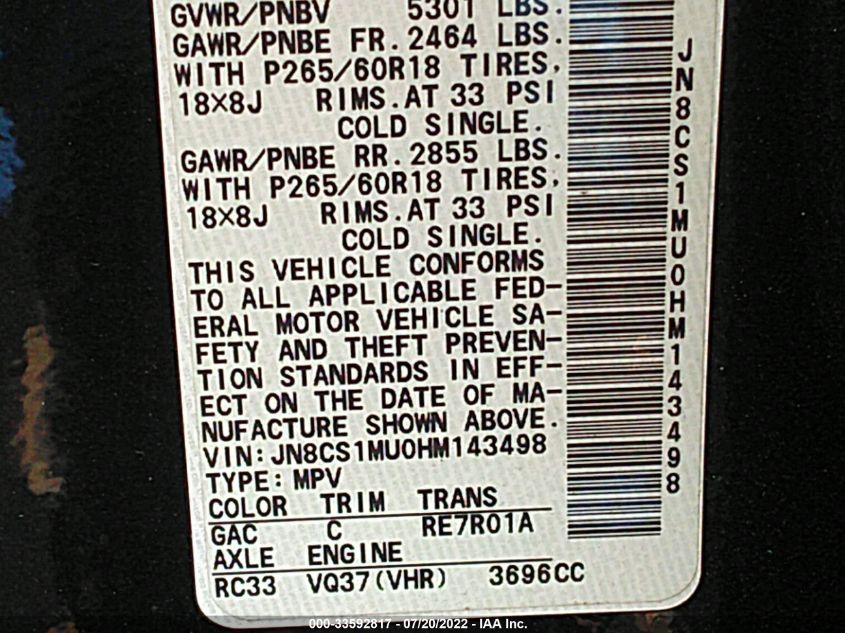 GVWR/PNBV 5301 LBS.
GAWR/PNBE FR. 2464 LBS.
WITH P265/60R18 TIRES,
18×8J RIMS. AT 33 PSI
COLD SINGLE.
GAWR/PNBE RR. 2855 LBS.
WITH P265/60R18 TIRES,
18×8J RIMS. AT 33 PSI
COLD SINGLE.
THIS VEHICLE CONFORMS
TO ALL APPLICABLE FED-
ERAL MOTOR VEHICLE SA-
FETY AND THEFT PREVEN-
TION STANDARDS IN EFF-
ECT ON THE DATE OF MA-
NUFACTURE SHOWN ABOVE.
VIN: JN8CS1MU0HM143498
TYPE: MPV
COLOR TRIM TRANS
GAC C RE7R01A
AXLE ENGINE
RC33 VQ37(VHR) 3696CC
JN8CS1MU0HM143498
000-33592817 - 07/20/2022 - IAA Inc.